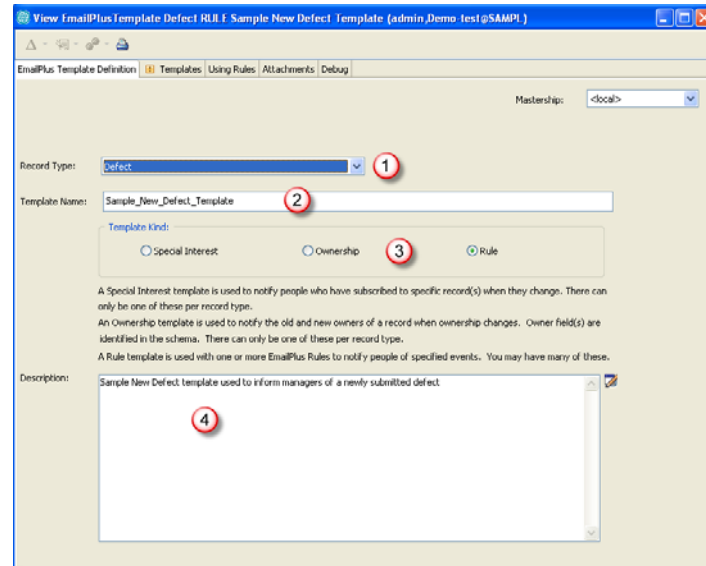 View EmailPlusTemplate Defect RULE Sample New Defect Template (admin,Demo-test@SAMPL)
EmailPlus Template Definition Templates Using Rules Attachments Debug
Mastership: <local>
Record Type: Defect 1
Template Name: Sample_New_Defect_Template 2
Template Kind:
Special Interest Ownership 3 Rule
A Special Interest template is used to notify people who have subscribed to specific record(s) when they change. There can
only be one of these per record type.
An Ownership template is used to notify the old and new owners of a record when ownership changes. Owner field(s) are
identified in the schema. There can only be one of these per record type.
A Rule template is used with one or more EmailPlus Rules to notify people of specified events. You may have many of these.
Description: Sample New Defect template used to inform managers of a newly submitted defect
4